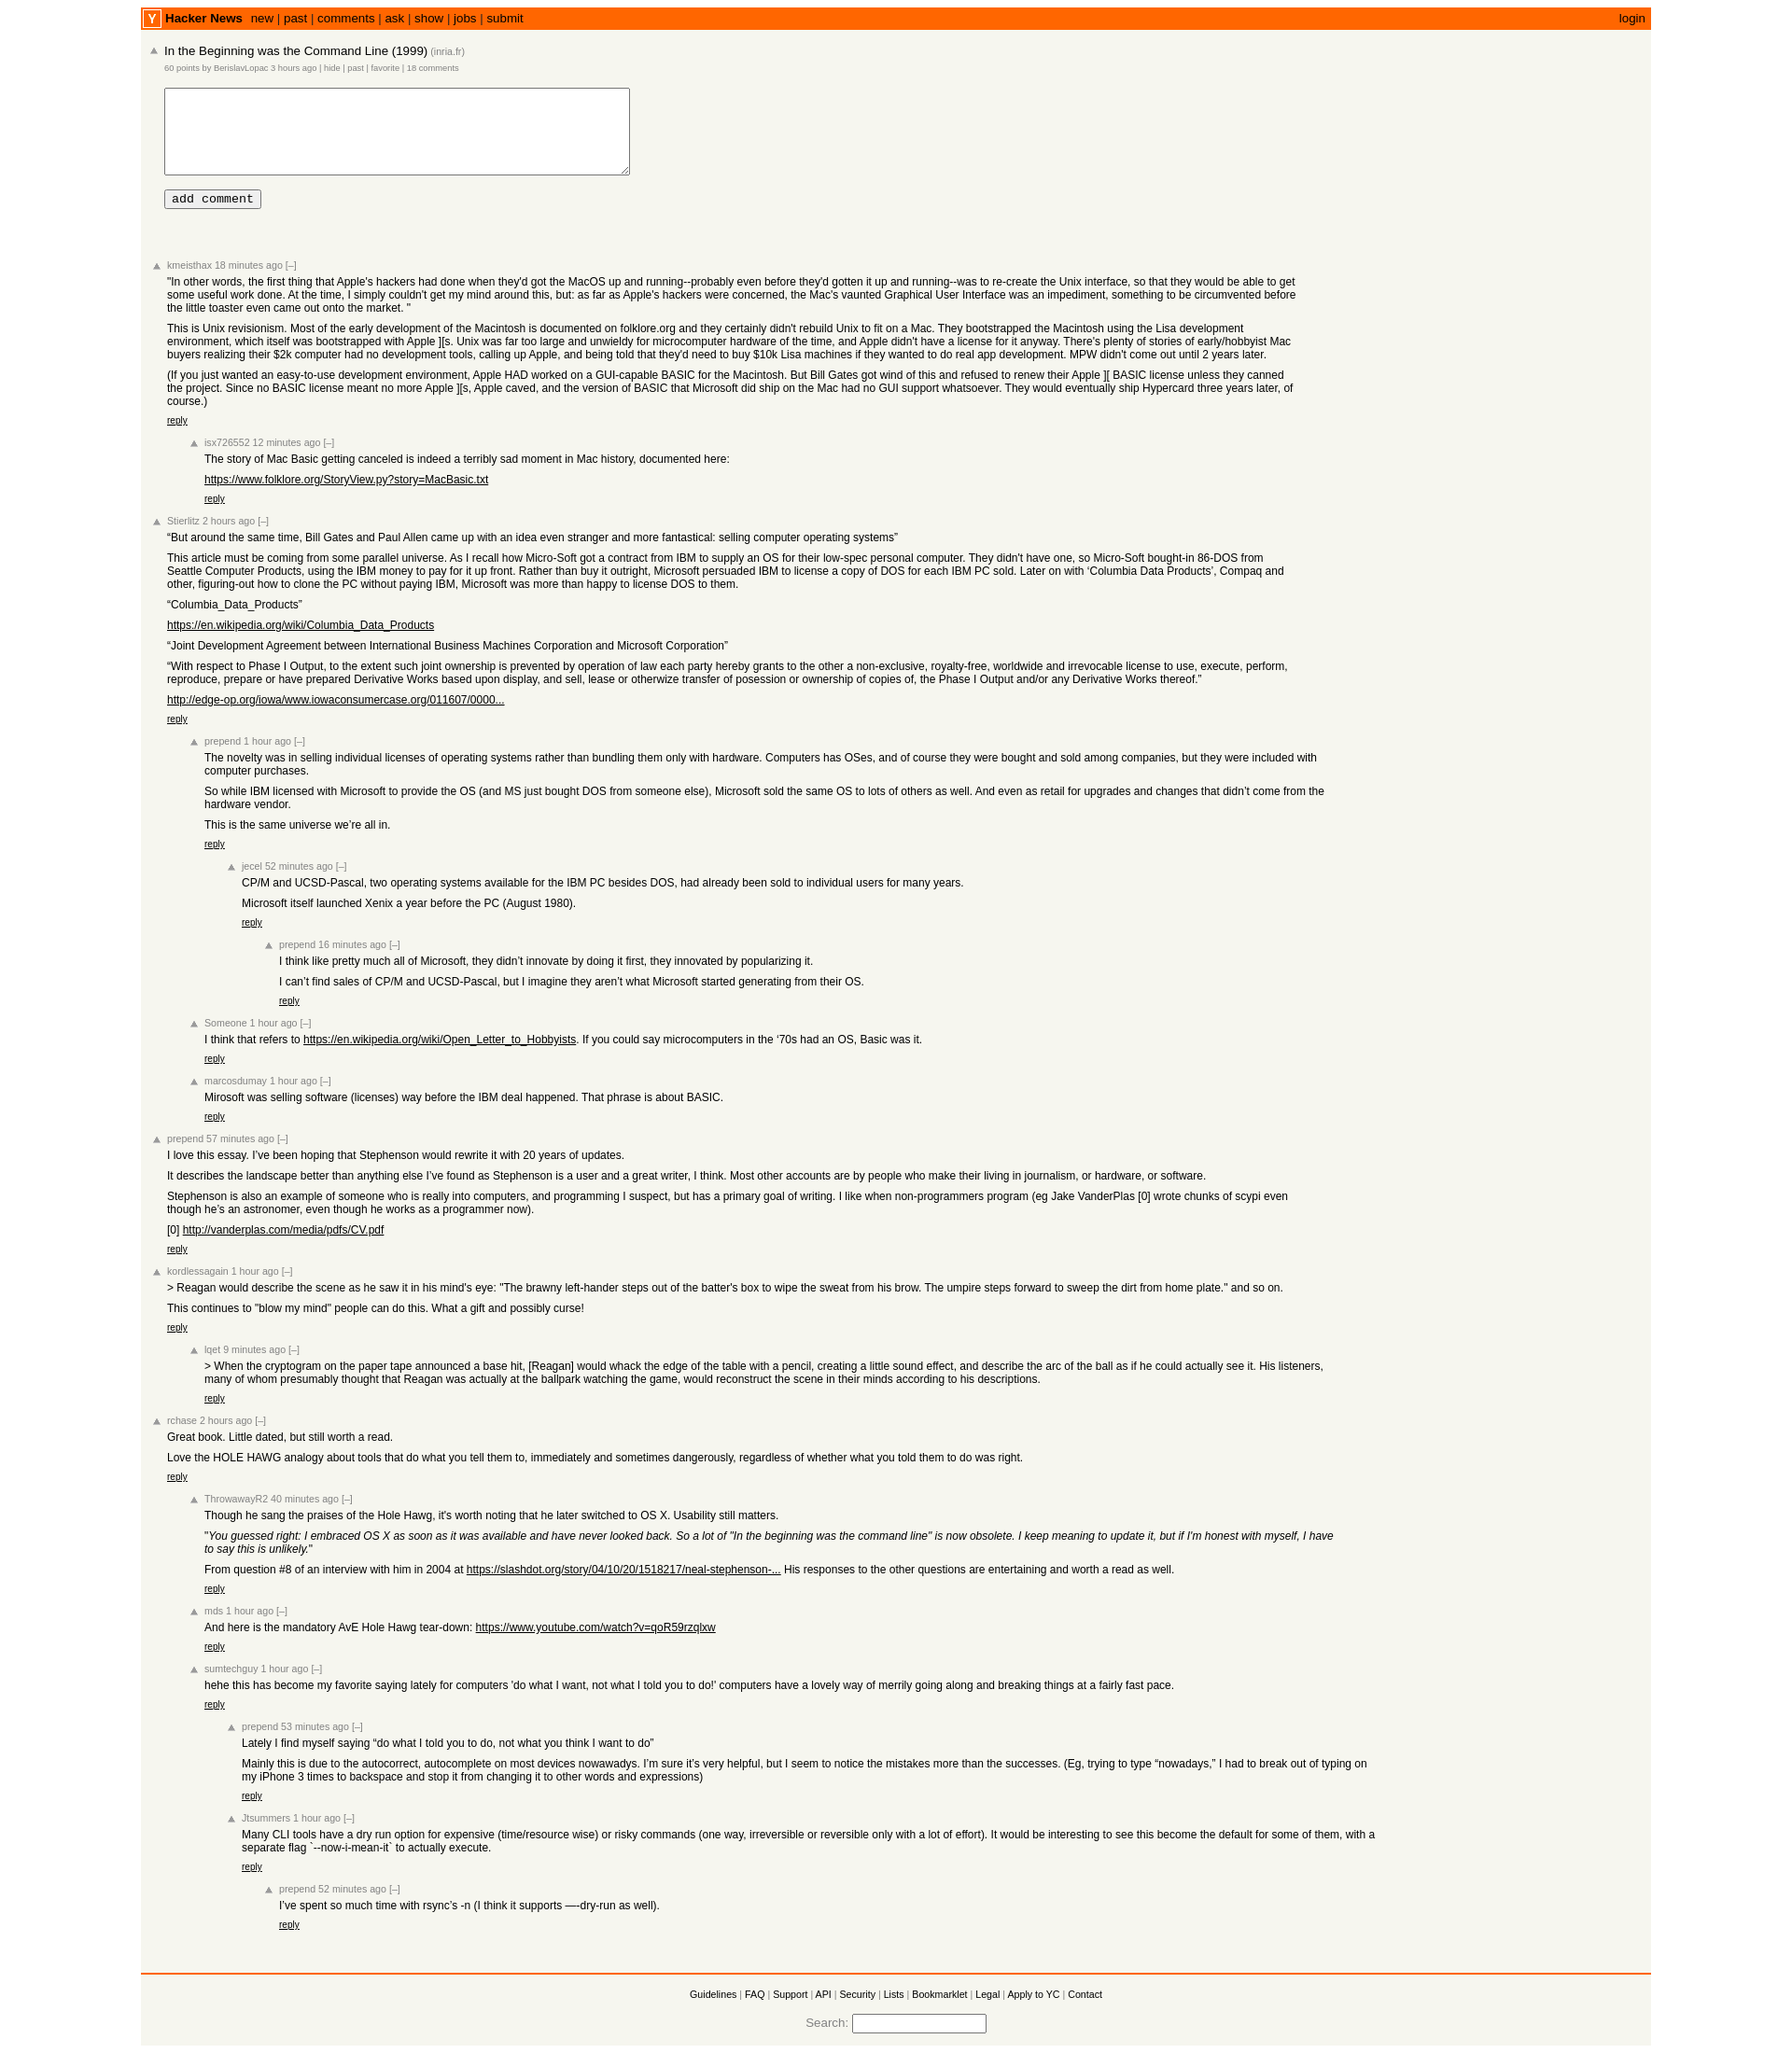 Y Hacker News new | past | comments | ask | show | jobs | submit login
In the Beginning was the Command Line (1999) (inria.fr)
60 points by BerislavLopac 3 hours ago | hide | past | favorite | 18 comments
add comment
kmeisthax 18 minutes ago [–]
"In other words, the first thing that Apple's hackers had done when they'd got the MacOS up and running--probably even before they'd gotten it up and running--was to re-create the Unix interface, so that they would be able to get
some useful work done. At the time, I simply couldn't get my mind around this, but: as far as Apple's hackers were concerned, the Mac's vaunted Graphical User Interface was an impediment, something to be circumvented before
the little toaster even came out onto the market. "
This is Unix revisionism. Most of the early development of the Macintosh is documented on folklore.org and they certainly didn't rebuild Unix to fit on a Mac. They bootstrapped the Macintosh using the Lisa development
environment, which itself was bootstrapped with Apple ][s. Unix was far too large and unwieldy for microcomputer hardware of the time, and Apple didn't have a license for it anyway. There's plenty of stories of early/hobbyist Mac
buyers realizing their $2k computer had no development tools, calling up Apple, and being told that they'd need to buy $10k Lisa machines if they wanted to do real app development. MPW didn't come out until 2 years later.
(If you just wanted an easy-to-use development environment, Apple HAD worked on a GUI-capable BASIC for the Macintosh. But Bill Gates got wind of this and refused to renew their Apple ][ BASIC license unless they canned
the project. Since no BASIC license meant no more Apple ][s, Apple caved, and the version of BASIC that Microsoft did ship on the Mac had no GUI support whatsoever. They would eventually ship Hypercard three years later, of
course.)
reply
isx726552 12 minutes ago [–]
The story of Mac Basic getting canceled is indeed a terribly sad moment in Mac history, documented here:
https://www.folklore.org/StoryView.py?story=MacBasic.txt
reply
Stierlitz 2 hours ago [–]
“But around the same time, Bill Gates and Paul Allen came up with an idea even stranger and more fantastical: selling computer operating systems”
This article must be coming from some parallel universe. As I recall how Micro-Soft got a contract from IBM to supply an OS for their low-spec personal computer. They didn't have one, so Micro-Soft bought-in 86-DOS from
Seattle Computer Products, using the IBM money to pay for it up front. Rather than buy it outright, Microsoft persuaded IBM to license a copy of DOS for each IBM PC sold. Later on with ‘Columbia Data Products’, Compaq and
other, figuring-out how to clone the PC without paying IBM, Microsoft was more than happy to license DOS to them.
“Columbia_Data_Products”
https://en.wikipedia.org/wiki/Columbia_Data_Products
“Joint Development Agreement between International Business Machines Corporation and Microsoft Corporation”
“With respect to Phase I Output, to the extent such joint ownership is prevented by operation of law each party hereby grants to the other a non-exclusive, royalty-free, worldwide and irrevocable license to use, execute, perform,
reproduce, prepare or have prepared Derivative Works based upon display, and sell, lease or otherwize transfer of posession or ownership of copies of, the Phase I Output and/or any Derivative Works thereof.”
http://edge-op.org/iowa/www.iowaconsumercase.org/011607/0000...
reply
prepend 1 hour ago [–]
The novelty was in selling individual licenses of operating systems rather than bundling them only with hardware. Computers has OSes, and of course they were bought and sold among companies, but they were included with
computer purchases.
So while IBM licensed with Microsoft to provide the OS (and MS just bought DOS from someone else), Microsoft sold the same OS to lots of others as well. And even as retail for upgrades and changes that didn’t come from the
hardware vendor.
This is the same universe we’re all in.
reply
jecel 52 minutes ago [–]
CP/M and UCSD-Pascal, two operating systems available for the IBM PC besides DOS, had already been sold to individual users for many years.
Microsoft itself launched Xenix a year before the PC (August 1980).
reply
prepend 16 minutes ago [–]
I think like pretty much all of Microsoft, they didn’t innovate by doing it first, they innovated by popularizing it.
I can’t find sales of CP/M and UCSD-Pascal, but I imagine they aren’t what Microsoft started generating from their OS.
reply
Someone 1 hour ago [–]
I think that refers to https://en.wikipedia.org/wiki/Open_Letter_to_Hobbyists. If you could say microcomputers in the ‘70s had an OS, Basic was it.
reply
marcosdumay 1 hour ago [–]
Mirosoft was selling software (licenses) way before the IBM deal happened. That phrase is about BASIC.
reply
prepend 57 minutes ago [–]
I love this essay. I’ve been hoping that Stephenson would rewrite it with 20 years of updates.
It describes the landscape better than anything else I’ve found as Stephenson is a user and a great writer, I think. Most other accounts are by people who make their living in journalism, or hardware, or software.
Stephenson is also an example of someone who is really into computers, and programming I suspect, but has a primary goal of writing. I like when non-programmers program (eg Jake VanderPlas [0] wrote chunks of scypi even
though he’s an astronomer, even though he works as a programmer now).
[0] http://vanderplas.com/media/pdfs/CV.pdf
reply
kordlessagain 1 hour ago [–]
> Reagan would describe the scene as he saw it in his mind's eye: "The brawny left-hander steps out of the batter's box to wipe the sweat from his brow. The umpire steps forward to sweep the dirt from home plate." and so on.
This continues to "blow my mind" people can do this. What a gift and possibly curse!
reply
lqet 9 minutes ago [–]
> When the cryptogram on the paper tape announced a base hit, [Reagan] would whack the edge of the table with a pencil, creating a little sound effect, and describe the arc of the ball as if he could actually see it. His listeners,
many of whom presumably thought that Reagan was actually at the ballpark watching the game, would reconstruct the scene in their minds according to his descriptions.
reply
rchase 2 hours ago [–]
Great book. Little dated, but still worth a read.
Love the HOLE HAWG analogy about tools that do what you tell them to, immediately and sometimes dangerously, regardless of whether what you told them to do was right.
reply
ThrowawayR2 40 minutes ago [–]
Though he sang the praises of the Hole Hawg, it's worth noting that he later switched to OS X. Usability still matters.
"You guessed right: I embraced OS X as soon as it was available and have never looked back. So a lot of "In the beginning was the command line" is now obsolete. I keep meaning to update it, but if I'm honest with myself, I have
to say this is unlikely."
From question #8 of an interview with him in 2004 at https://slashdot.org/story/04/10/20/1518217/neal-stephenson-... His responses to the other questions are entertaining and worth a read as well.
reply
mds 1 hour ago [–]
And here is the mandatory AvE Hole Hawg tear-down: https://www.youtube.com/watch?v=qoR59rzqlxw
reply
sumtechguy 1 hour ago [–]
hehe this has become my favorite saying lately for computers 'do what I want, not what I told you to do!' computers have a lovely way of merrily going along and breaking things at a fairly fast pace.
reply
prepend 53 minutes ago [–]
Lately I find myself saying “do what I told you to do, not what you think I want to do”
Mainly this is due to the autocorrect, autocomplete on most devices nowawadys. I’m sure it’s very helpful, but I seem to notice the mistakes more than the successes. (Eg, trying to type “nowadays,” I had to break out of typing on
my iPhone 3 times to backspace and stop it from changing it to other words and expressions)
reply
Jtsummers 1 hour ago [–]
Many CLI tools have a dry run option for expensive (time/resource wise) or risky commands (one way, irreversible or reversible only with a lot of effort). It would be interesting to see this become the default for some of them, with a
separate flag `--now-i-mean-it` to actually execute.
reply
prepend 52 minutes ago [–]
I’ve spent so much time with rsync’s -n (I think it supports —-dry-run as well).
reply
Guidelines | FAQ | Support | API | Security | Lists | Bookmarklet | Legal | Apply to YC | Contact
Search: